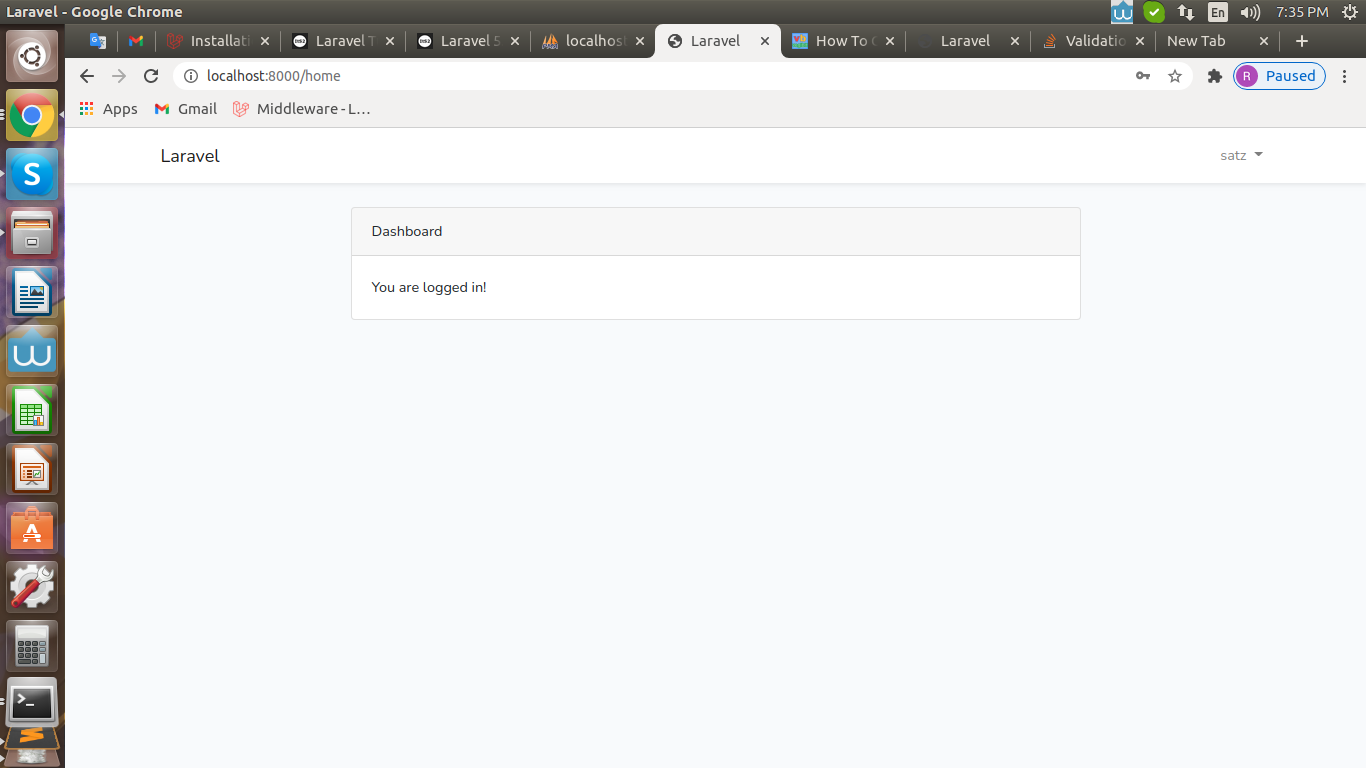 Laravel - Google Chrome
En
7:35 PM
Installati
Laravel T
Laravel 5
localhost
Laravel
How To C
Laravel
Validatio
New Tab
localhost:8000/home
R Paused
Apps
Gmail
Middleware - L...
Laravel
satz
Dashboard
You are logged in!